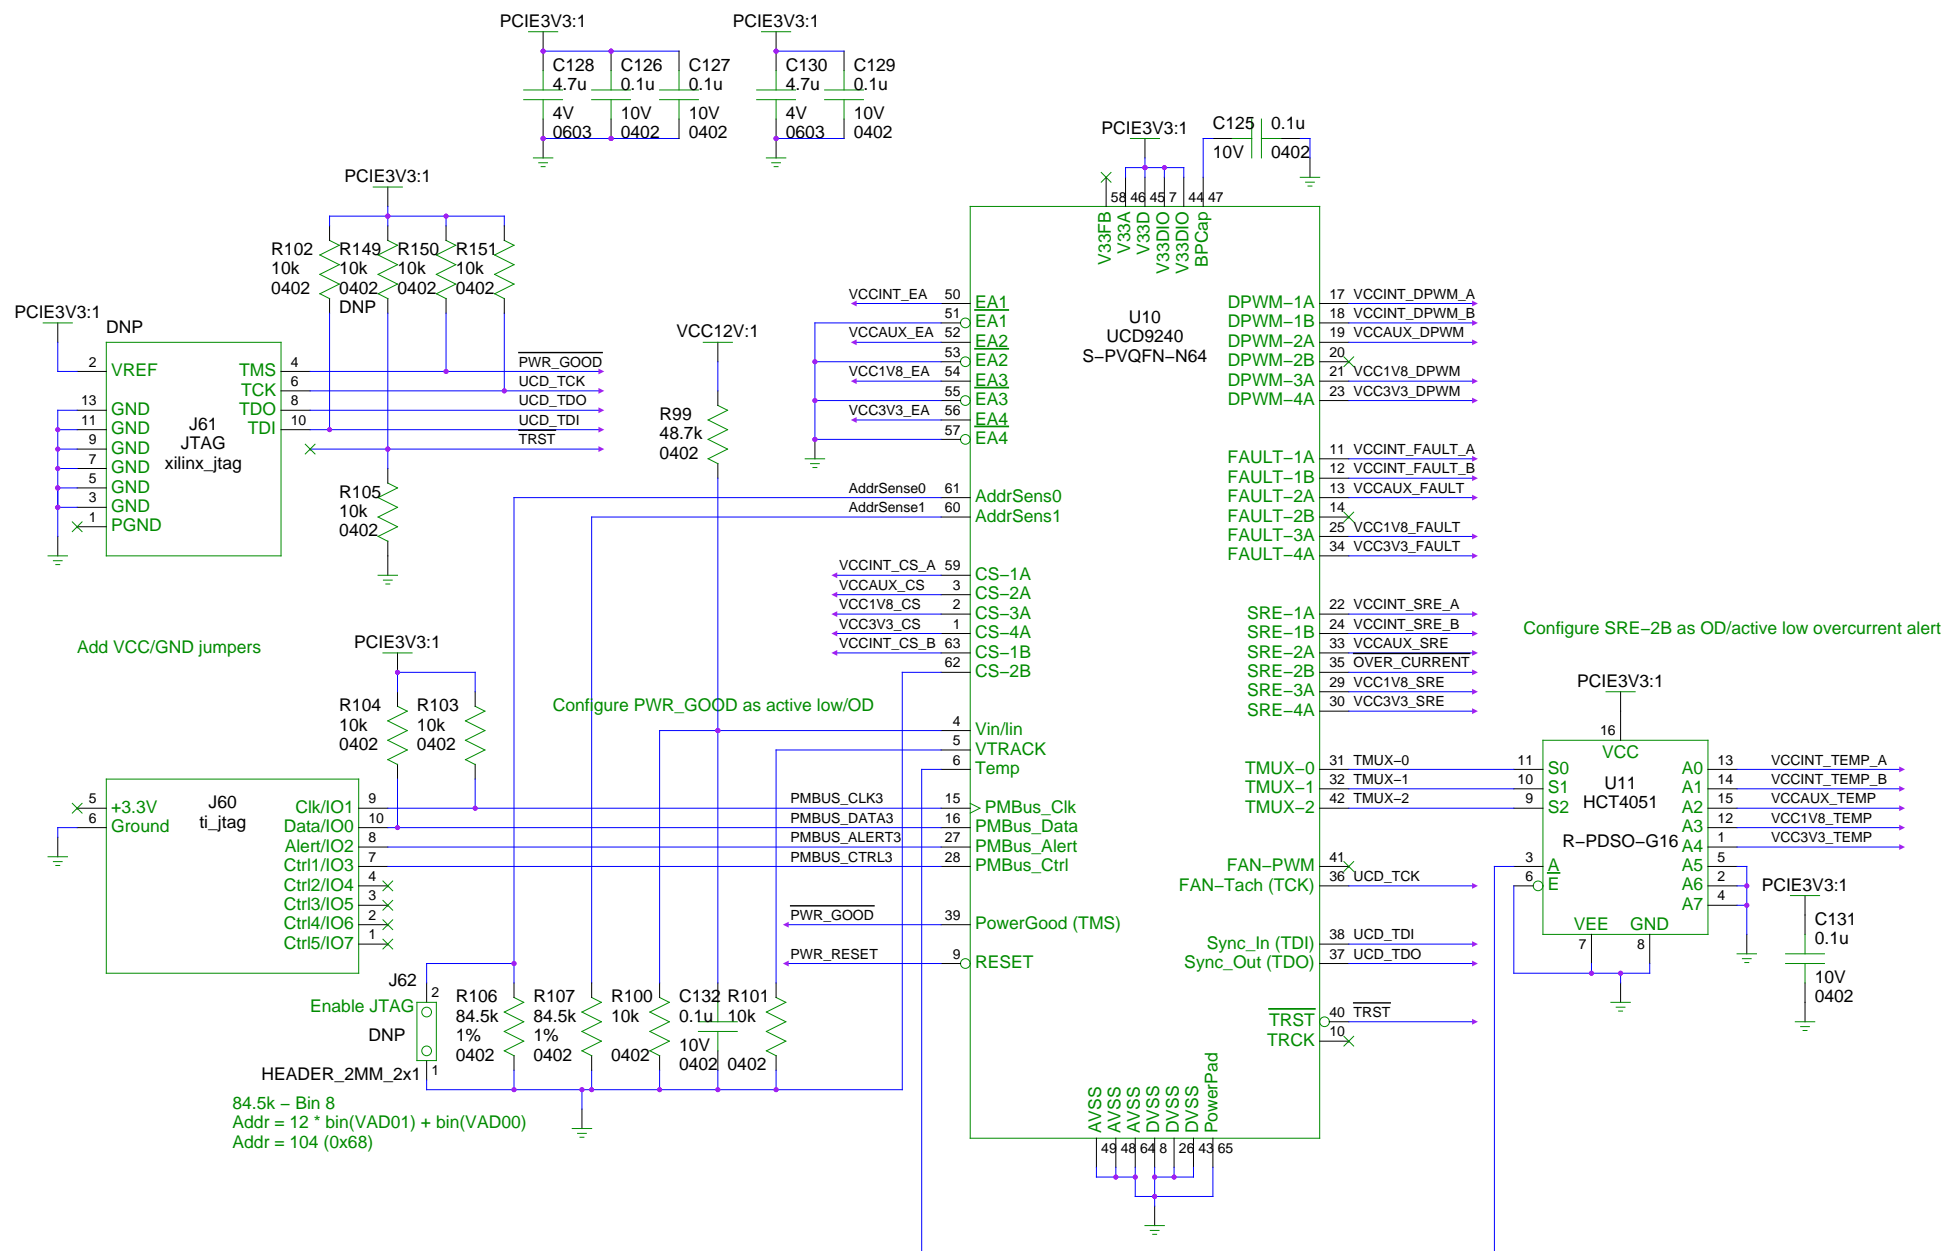 PCIE3V3:1
PCIE3V3:1
C128
4.7u
4V
0603
C126
0.1u
10V
0402
C127
0.1u
10V
0402
C130
4.7u
4V
0603
C129
0.1u
10V
0402
PCIE3V3:1
C125 0.1u
10V 0402
PCIE3V3:1
R102
10k
0402
R149
10k
0402
DNP
R150
10k
0402
R151
10k
0402
58 46 45 7 44 47
V33FB
V33A
V33D
V33DIO
V33DIO
BPCap
PCIE3V3:1
DNP
2 VREF
13 GND
11 GND
9 GND
7 GND
5 GND
3 GND
1 PGND
J61
JTAG
xilinx_jtag
TMS 4 PWR_GOOD
TCK 6 UCD_TCK
TDO 8 UCD_TDO
TDI 10 UCD_TDI
TRST
R105
10k
0402
VCC12V:1
R99
48.7k
0402
U10
UCD9240
S-PVQFN-N64
VCCINT_EA 50 EA1
51 EA1
VCCAUX_EA 52 EA2
53 EA2
VCC1V8_EA 54 EA3
55 EA3
VCC3V3_EA 56 EA4
57 EA4
AddrSense0 61 AddrSens0
AddrSense1 60 AddrSens1
VCCINT_CS_A 59 CS-1A
VCCAUX_CS 3 CS-2A
VCC1V8_CS 2 CS-3A
VCC3V3_CS 1 CS-4A
VCCINT_CS_B 63 CS-1B
62 CS-2B
4 Vin/Iin
5 VTRACK
6 Temp
PMBUS_CLK3 15 PMBus_Clk
PMBUS_DATA3 16 PMBus_Data
PMBUS_ALERT3 27 PMBus_Alert
PMBUS_CTRL3 28 PMBus_Ctrl
PWR_GOOD 39 PowerGood (TMS)
PWR_RESET 9 RESET
DPWM-1A 17 VCCINT_DPWM_A
DPWM-1B 18 VCCINT_DPWM_B
DPWM-2A 19 VCCAUX_DPWM
DPWM-2B 20
DPWM-3A 21 VCC1V8_DPWM
DPWM-4A 23 VCC3V3_DPWM
FAULT-1A 11 VCCINT_FAULT_A
FAULT-1B 12 VCCINT_FAULT_B
FAULT-2A 13 VCCAUX_FAULT
FAULT-2B 14
FAULT-3A 25 VCC1V8_FAULT
FAULT-4A 34 VCC3V3_FAULT
SRE-1A 22 VCCINT_SRE_A
SRE-1B 24 VCCINT_SRE_B
SRE-2A 33 VCCAUX_SRE
SRE-2B 35 OVER_CURRENT
SRE-3A 29 VCC1V8_SRE
SRE-4A 30 VCC3V3_SRE
TMUX-0 31 TMUX-0
TMUX-1 32 TMUX-1
TMUX-2 42 TMUX-2
FAN-PWM 41
FAN-Tach (TCK) 36 UCD_TCK
Sync_In (TDI) 38 UCD_TDI
Sync_Out (TDO) 37 UCD_TDO
TRST 40 TRST
TRCK 10
AVSS
AVSS
AVSS
DVSS
DVSS
DVSS
PowerPad
49 48 64 8 26 43 65
Configure SRE-2B as OD/active low overcurrent alert
PCIE3V3:1
16
VCC
U11
HCT4051
R-PDSO-G16
11 S0
10 S1
9 S2
3 A
6 E
A0 13 VCCINT_TEMP_A
A1 14 VCCINT_TEMP_B
A2 15 VCCAUX_TEMP
A3 12 VCC1V8_TEMP
A4 1 VCC3V3_TEMP
A5 5
A6 2
A7 4
VEE GND
7 8
PCIE3V3:1
C131
0.1u
10V
0402
Add VCC/GND jumpers
PCIE3V3:1
R104
10k
0402
R103
10k
0402
Configure PWR_GOOD as active low/OD
J60
ti_jtag
5 +3.3V
6 Ground
Clk/IO1 9
Data/IO0 10
Alert/IO2 8
Ctrl1/IO3 7
Ctrl2/IO4 4
Ctrl3/IO5 3
Ctrl4/IO6 2
Ctrl5/IO7 1
J62
2
Enable JTAG
DNP
HEADER_2MM_2x1 1
R106
84.5k
1%
0402
R107
84.5k
1%
0402
R100
10k
0402
C132
0.1u
10V
0402
R101
10k
0402
84.5k - Bin 8
Addr = 12 * bin(VAD01) + bin(VAD00)
Addr = 104 (0x68)